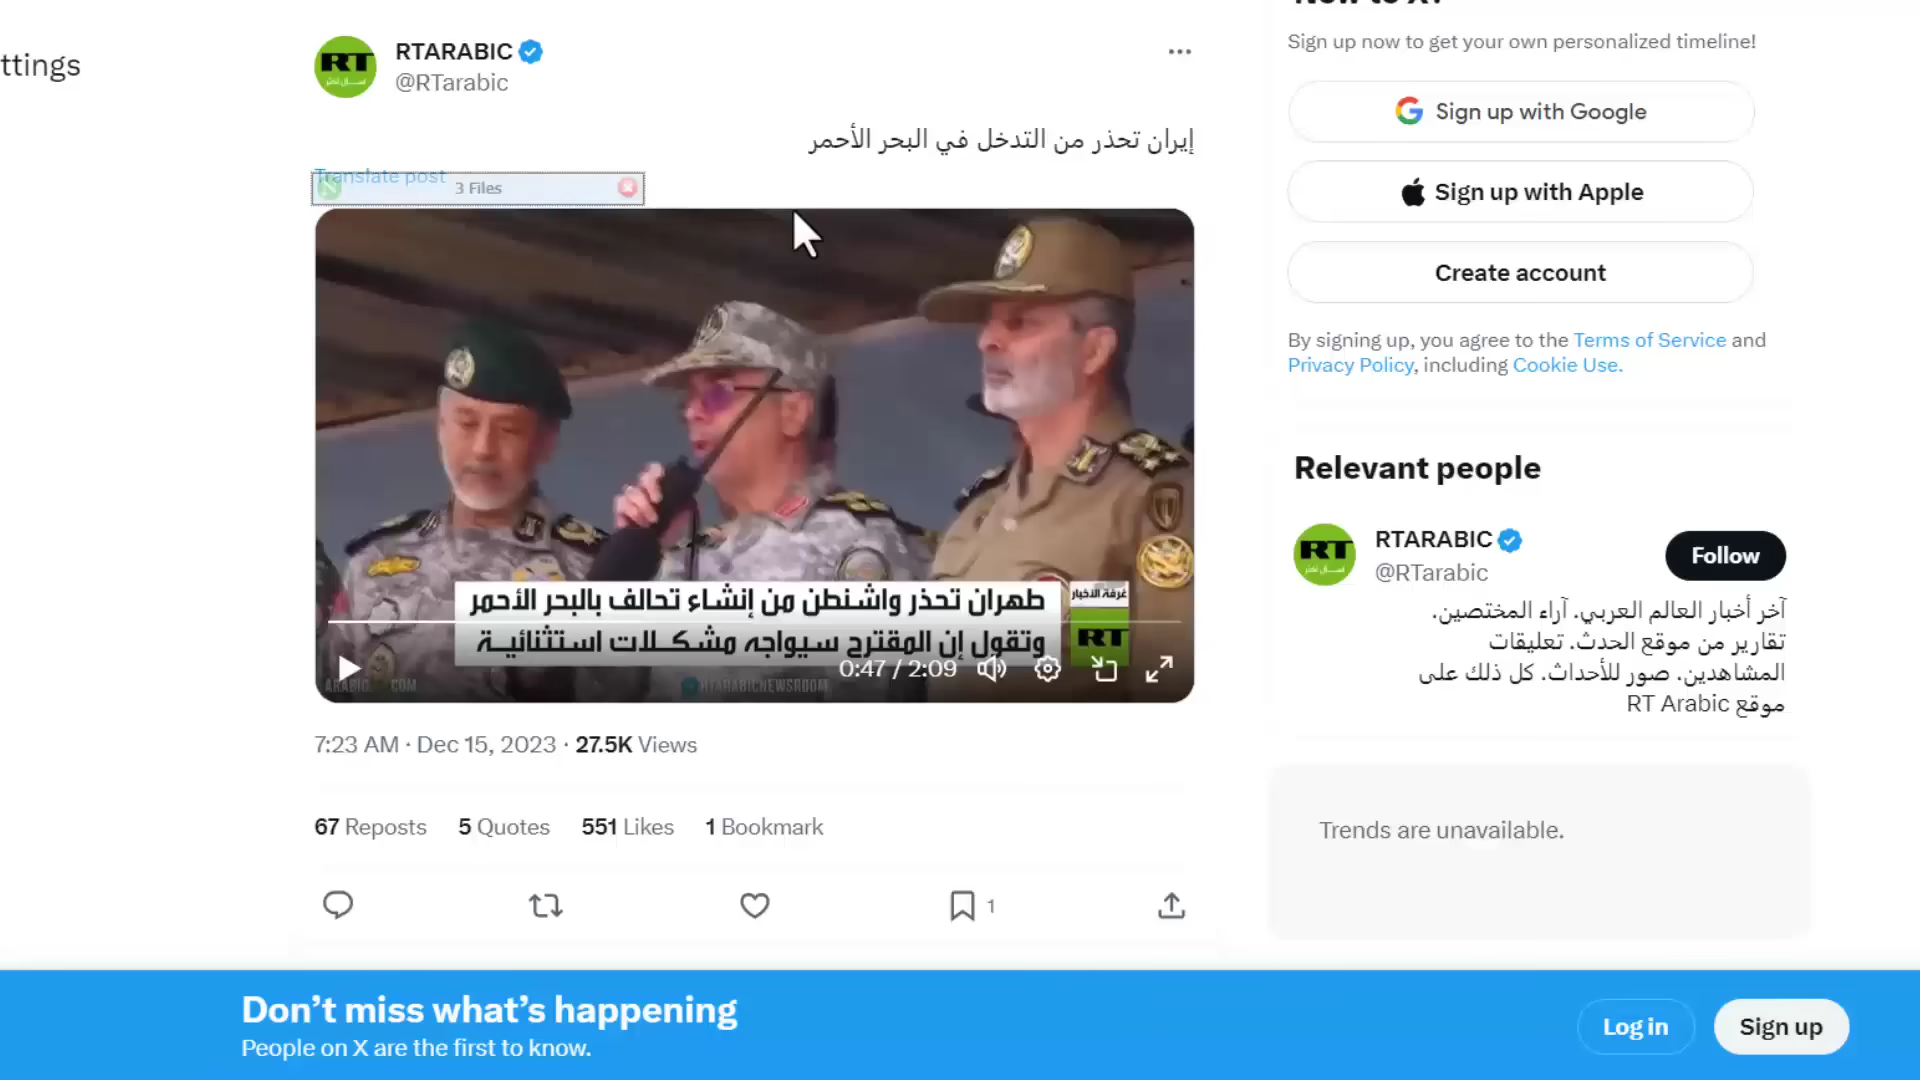 ttings
RTARABIC
@RTarabic
إيران تحذر من التدخل في البحر الأحمر
Translate post
3 Files
طهران تحذر واشنطن من إنشاء تحالف بالبحر الأحمر
وتقول إن المقترح سيواجه مشكلات استثنائية
غرفة الأخبار
RT
0:47 / 2:09
RTARABICNEWSROOM
7:23 AM · Dec 15, 2023 · 27.5K Views
67 Reposts 5 Quotes 551 Likes 1 Bookmark
1
Sign up now to get your own personalized timeline!
Sign up with Google
Sign up with Apple
Create account
By signing up, you agree to the Terms of Service and
Privacy Policy, including Cookie Use.
Relevant people
RT
RTARABIC
@RTarabic
Follow
آخر أخبار العالم العربي. آراء المختصين.
تقارير من موقع الحدث. تعليقات
المشاهدين. صور للأحداث. كل ذلك على
موقع RT Arabic
Trends are unavailable.
Don't miss what's happening
People on X are the first to know.
Log in
Sign up